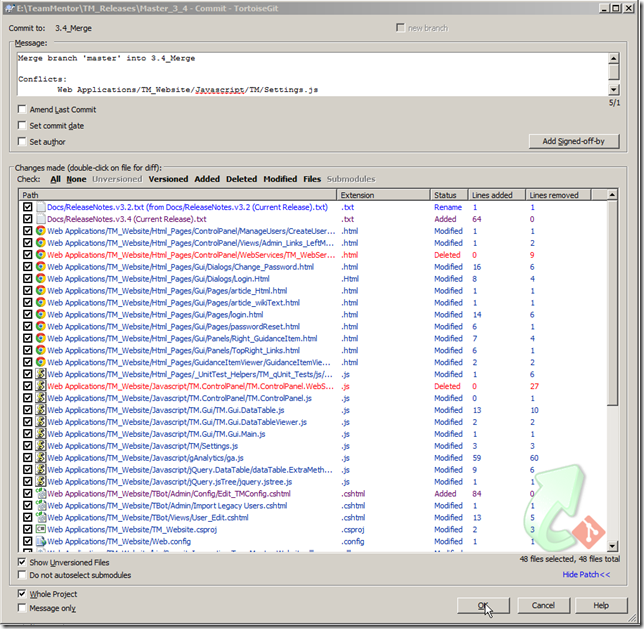 E:\TeamMentor\TM_Releases\Master_3_4 - Commit - TortoiseGit
Commit to: 3.4_Merge new branch
Message:
Merge branch 'master' into 3.4_Merge
Conflicts:
Web Applications/TM_Website/Javascript/TM/Settings.js
5/1
Amend Last Commit
Set commit date
Set author
Add Signed-off-by
Changes made (double-click on file for diff):
Check: All None Unversioned Versioned Added Deleted Modified Files Submodules
Path Extension Status Lines added Lines removed
Docs/ReleaseNotes.v3.2.txt (from Docs/ReleaseNotes.v3.2 (Current Release).txt) .txt Rename 1 1
Docs/ReleaseNotes.v3.4 (Current Release).txt .txt Added 64 0
Web Applications/TM_Website/Html_Pages/ControlPanel/ManageUsers/CreateUser... .html Modified 1 1
Web Applications/TM_Website/Html_Pages/ControlPanel/Views/Admin_Links_LeftM... .html Modified 1 2
Web Applications/TM_Website/Html_Pages/ControlPanel/WebServices/TM_WebSer... .html Deleted 0 9
Web Applications/TM_Website/Html_Pages/Gui/Dialogs/Change_Password.html .html Modified 16 6
Web Applications/TM_Website/Html_Pages/Gui/Dialogs/Login.Html .Html Modified 8 4
Web Applications/TM_Website/Html_Pages/Gui/Pages/article_Html.html .html Modified 1 1
Web Applications/TM_Website/Html_Pages/Gui/Pages/article_wikiText.html .html Modified 1 1
Web Applications/TM_Website/Html_Pages/Gui/Pages/login.html .html Modified 14 6
Web Applications/TM_Website/Html_Pages/Gui/Pages/passwordReset.html .html Modified 6 1
Web Applications/TM_Website/Html_Pages/Gui/Panels/Right_GuidanceItem.html .html Modified 7 4
Web Applications/TM_Website/Html_Pages/Gui/Panels/TopRight_Links.html .html Modified 6 1
Web Applications/TM_Website/Html_Pages/GuidanceItemViewer/GuidanceItemVie... .html Modified 2 2
Web Applications/TM_Website/Html_Pages/_UnitTest_Helpers/TM_qUnit_Tests/js/... .js Modified 1 6
Web Applications/TM_Website/Javascript/TM.ControlPanel/TM.ControlPanel.WebS... .js Deleted 0 27
Web Applications/TM_Website/Javascript/TM.ControlPanel/TM.ControlPanel.js .js Modified 0 1
Web Applications/TM_Website/Javascript/TM.Gui/TM.Gui.DataTable.js .js Modified 13 10
Web Applications/TM_Website/Javascript/TM.Gui/TM.Gui.DataTableViewer.js .js Modified 2 2
Web Applications/TM_Website/Javascript/TM.Gui/TM.Gui.Main.js .js Modified 1 1
Web Applications/TM_Website/Javascript/TM/Settings.js .js Modified 3 3
Web Applications/TM_Website/Javascript/gAnalytics/ga.js .js Modified 59 60
Web Applications/TM_Website/Javascript/jQuery.DataTable/dataTable.ExtraMeth... .js Modified 9 6
Web Applications/TM_Website/Javascript/jQuery.jsTree/jquery.jstree.js .js Modified 1 1
Web Applications/TM_Website/TBot/Admin/Config/Edit_TMConfig.cshtml .cshtml Added 84 0
Web Applications/TM_Website/TBot/Admin/Import Legacy Users.cshtml .cshtml Modified 1 1
Web Applications/TM_Website/TBot/Views/User_Edit.cshtml .cshtml Modified 13 5
Web Applications/TM_Website/TM_Website.csproj .csproj Modified 2 3
Web Applications/TM_Website/Web.config .config Modified 1 1
Show Unversioned Files 48 files selected, 48 files total
Do not autoselect submodules Hide Patch<<
Whole Project
Message only
OK Cancel Help